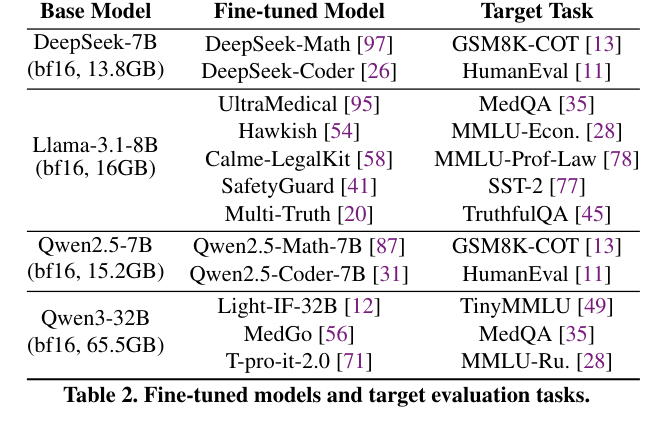 Base Model Fine-tuned Model Target Task
DeepSeek-7B DeepSeek-Math [97] GSM8K-COT [13]
(bf16, 13.8GB) DeepSeek-Coder [26] HumanEval [11]
UltraMedical [95] MedQA [35]
Hawkish [54] MMLU-Econ. [28]
Llama-3.1-8B
(bf16, 16GB) Calme-LegalKit [58] MMLU-Prof-Law [78]
SafetyGuard [41] SST-2 [77]
Multi-Truth [20] TruthfulQA [45]
Qwen2.5-7B Qwen2.5-Math-7B [87] GSM8K-COT [13]
(bf16, 15.2GB) Qwen2.5-Coder-7B [31] HumanEval [11]
Light-IF-32B [12] TinyMMLU [49]
Qwen3-32B
MedGo [56] MedQA [35]
(bf16, 65.5GB)
T-pro-it-2.0 [71] MMLU-Ru. [28]
Table 2. Fine-tuned models and target evaluation tasks.